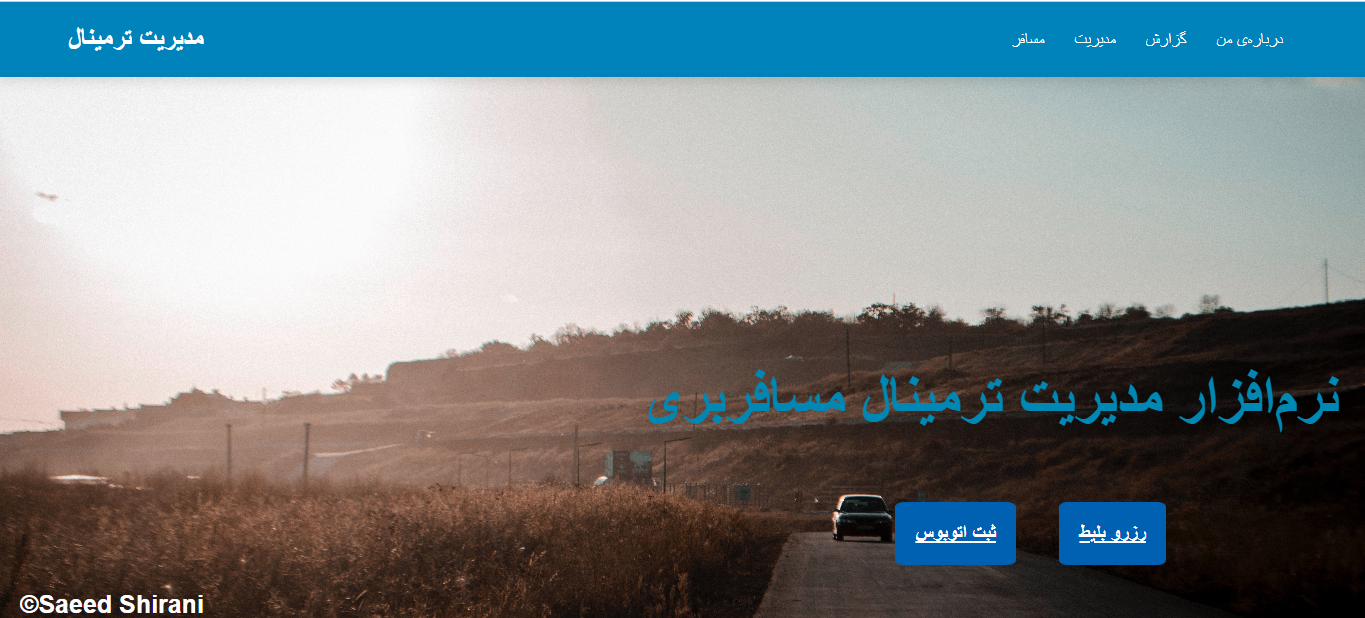 درباره‌ی من گزارش مدیریت مسافر
مدیریت ترمینال
نرم‌افزار مدیریت ترمینال مسافربری
رزرو بلیط
ثبت اتوبوس
©Saeed Shirani